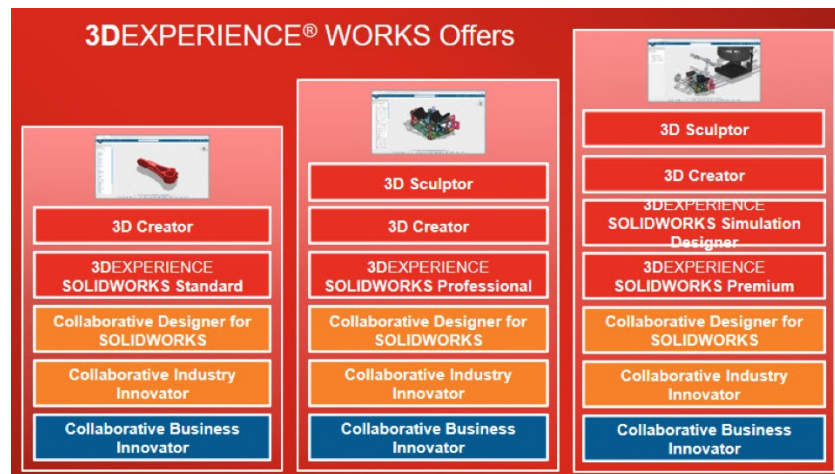 3DEXPERIENCE® WORKS Offers
3D Creator
3DEXPERIENCE
SOLIDWORKS Standard
Collaborative Designer for
SOLIDWORKS
Collaborative Industry
Innovator
Collaborative Business
Innovator
3D Sculptor
3D Creator
3DEXPERIENCE
SOLIDWORKS Professional
Collaborative Designer for
SOLIDWORKS
Collaborative Industry
Innovator
Collaborative Business
Innovator
3D Sculptor
3D Creator
3DEXPERIENCE
SOLIDWORKS Simulation
Designer
3DEXPERIENCE
SOLIDWORKS Premium
Collaborative Designer for
SOLIDWORKS
Collaborative Industry
Innovator
Collaborative Business
Innovator